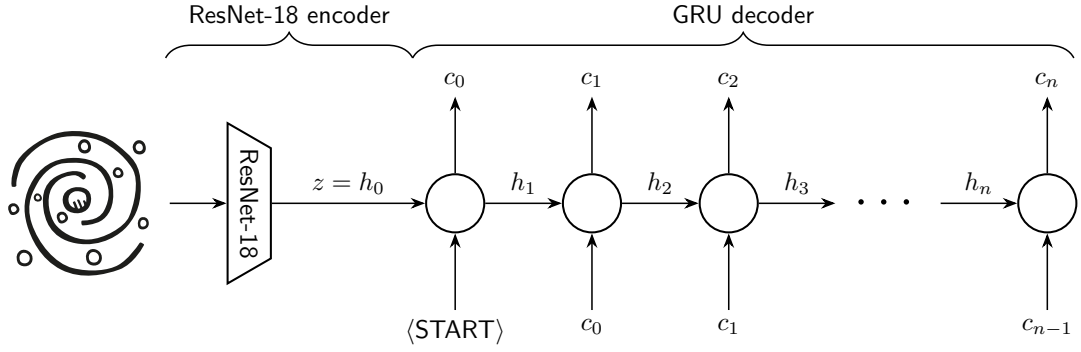 ResNet-18 encoder GRU decoder
c₀ c₁ c₂ cₙ
ResNet-18 z = h₀ h₁ h₂ h₃ · · · hₙ
⟨START⟩ c₀ c₁ cₙ₋₁